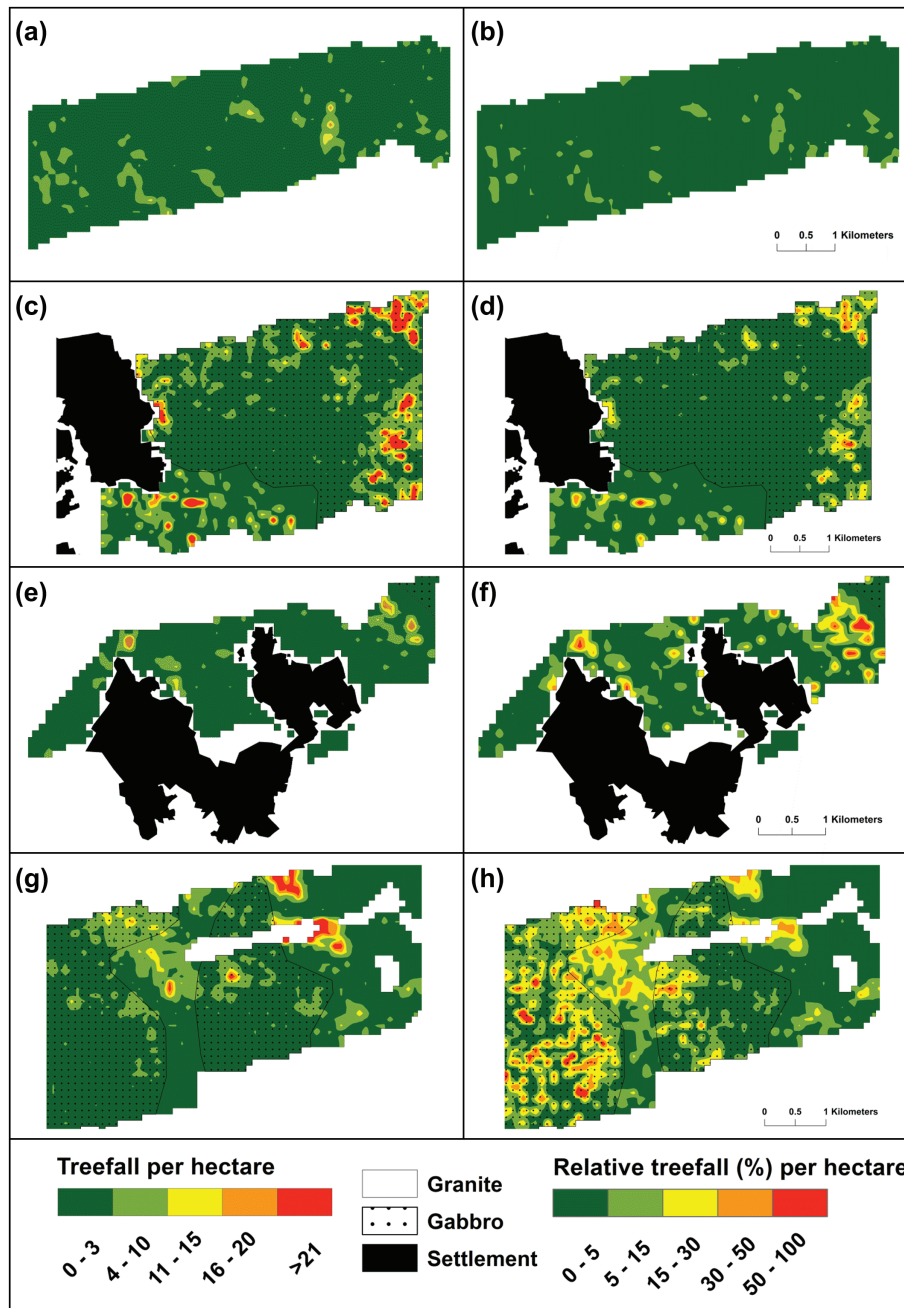 (a)
(b)
0 0.5 1 Kilometers
(c)
(d)
0 0.5 1 Kilometers
(e)
(f)
0 0.5 1 Kilometers
(g)
(h)
0 0.5 1 Kilometers
Treefall per hectare
0 - 3
4 - 10
11 - 15
16 - 20
>21
Granite
Gabbro
Settlement
Relative treefall (%) per hectare
0 - 5
5 - 15
15 - 30
30 - 50
50 - 100